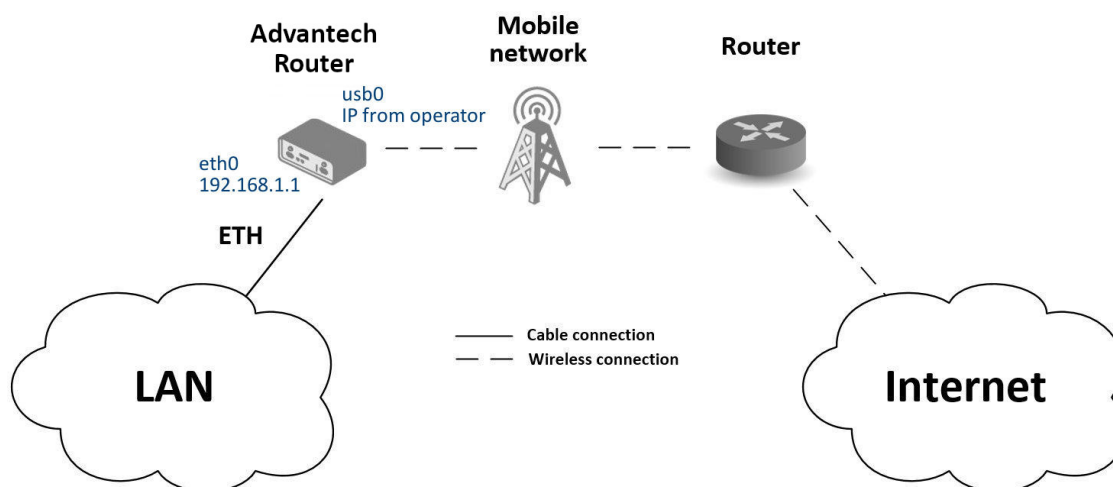 Advantech
Router
Mobile
network
Router
usb0
IP from operator
eth0
192.168.1.1
ETH
Cable connection
Wireless connection
LAN
Internet